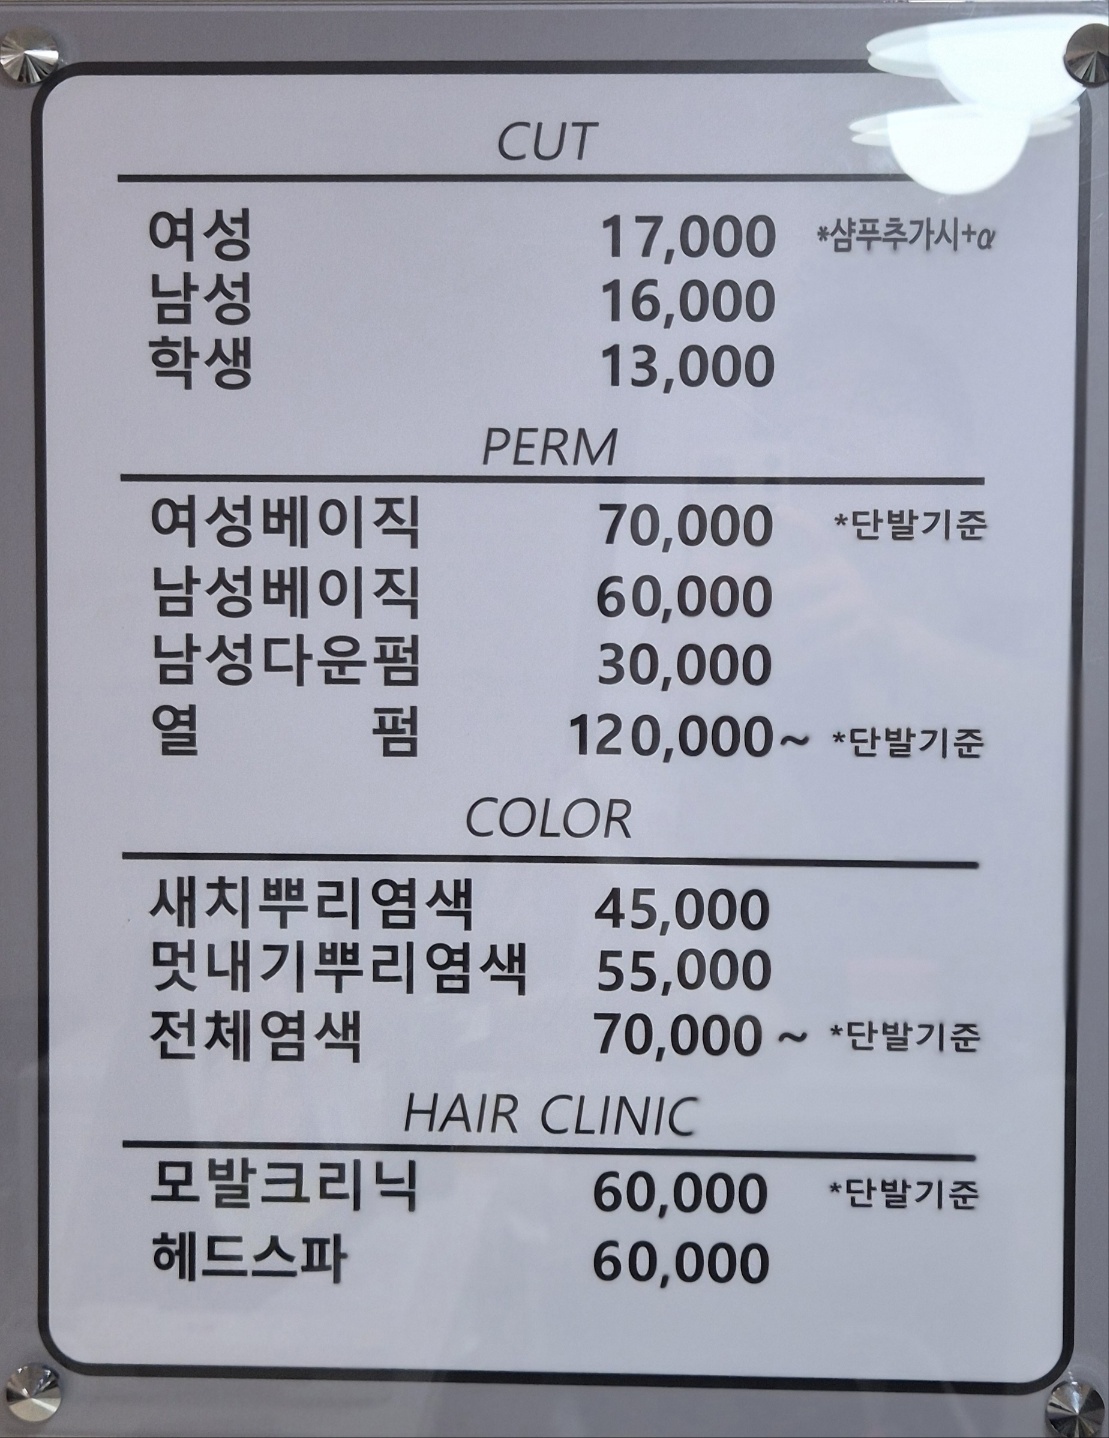 CUT
여성 17,000 *샴푸추가시+α
남성 16,000
학생 13,000
PERM
여성베이직 70,000 *단발기준
남성베이직 60,000
남성다운펌 30,000
열 펌 120,000~ *단발기준
COLOR
새치뿌리염색 45,000
멋내기뿌리염색 55,000
전체염색 70,000 ~ *단발기준
HAIR CLINIC
모발크리닉 60,000 *단발기준
헤드스파 60,000